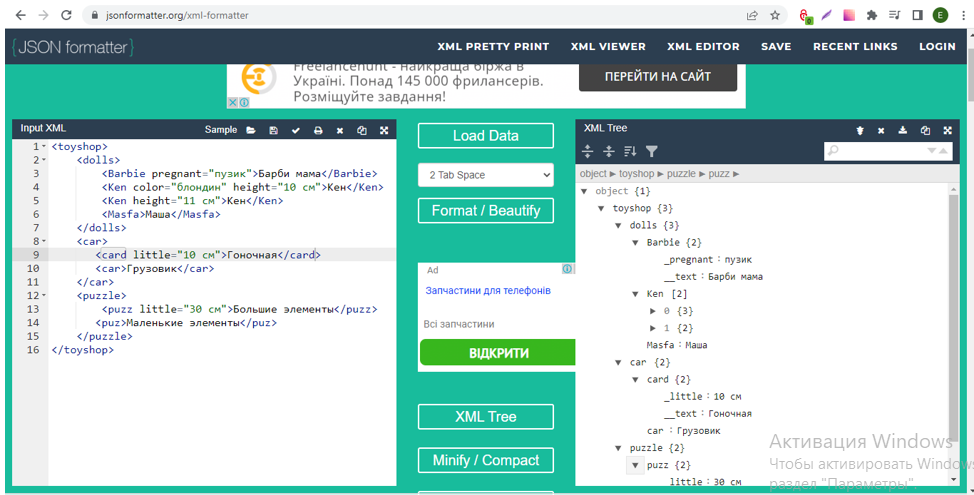 jsonformatter.org/xml-formatter
E
{JSON formatter}
XML PRETTY PRINT XML VIEWER XML EDITOR SAVE RECENT LINKS LOGIN
Freelancehunt - найкраща біржа в
Україні. Понад 145 000 фрилансерів.
Розміщуйте завдання!
ПЕРЕЙТИ НА САЙТ
Input XML Sample
1 <toyshop>
2 <dolls>
3 <Barbie pregnant="пузик">Барби мама</Barbie>
4 <Ken color="блондин" height="10 см">Кен</Ken>
5 <Ken height="11 см">Кен</Ken>
6 <Masfa>Маша</Masfa>
7 </dolls>
8 <car>
9 <card little="10 см">Гоночная</card>
10 <car>Грузовик</car>
11 </car>
12 <puzzle>
13 <puzz little="30 см">Большие элементы</puzz>
14 <puz>Маленькие элементы</puz>
15 </puzzle>
16 </toyshop>
Load Data
2 Tab Space
Format / Beautify
Ad
Запчастини для телефонів
Всі запчастини
ВІДКРИТИ
XML Tree
Minify / Compact
XML Tree
object ► toyshop ► puzzle ► puzz ►
object {1}
toyshop {3}
dolls {3}
Barbie {2}
_pregnant : пузик
__text : Барби мама
Ken [2]
0 {3}
1 {2}
Masfa : Маша
car {2}
card {2}
_little : 10 см
__text : Гоночная
car : Грузовик
puzzle {2}
puzz {2}
_little : 30 см
Активация Windows
Чтобы активировать Windows
раздел "Параметры".